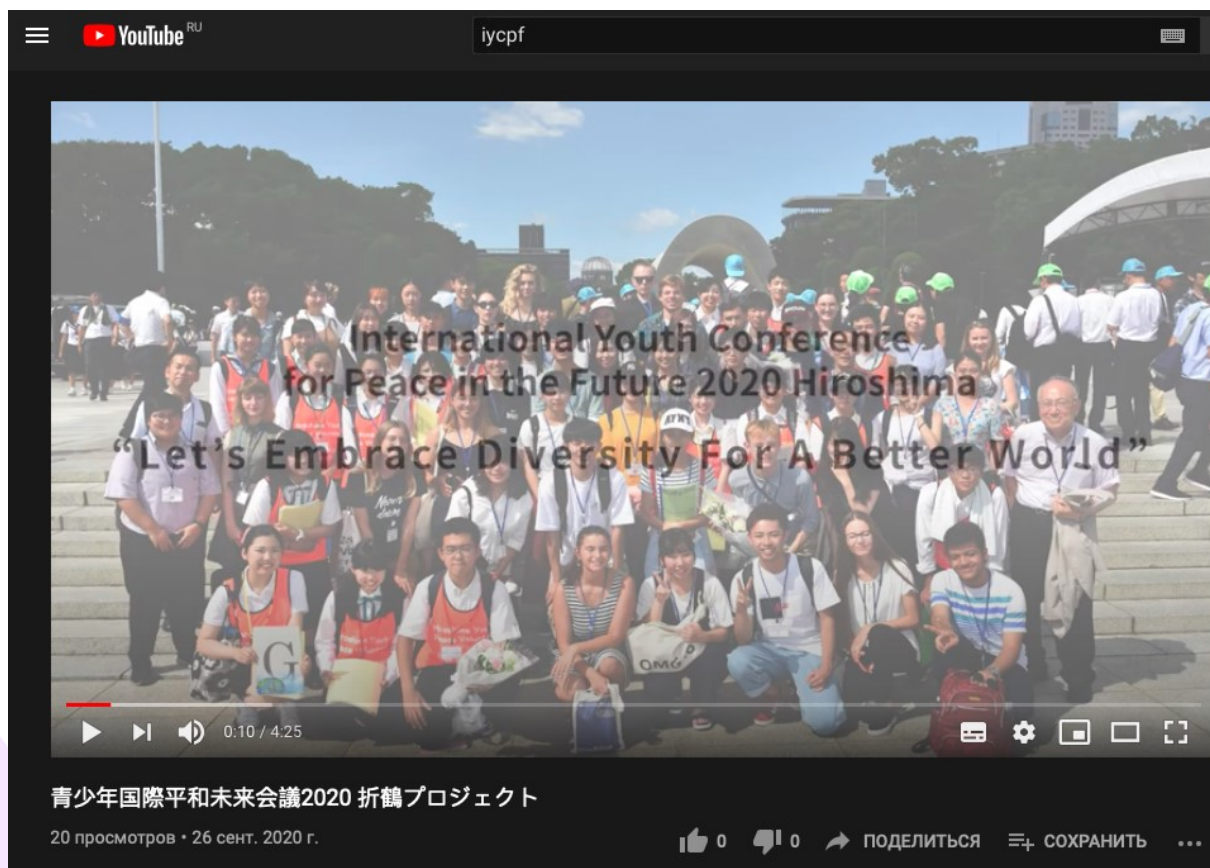 YouTube RU
iycpf
International Youth Conference
for Peace in the Future 2020 Hiroshima
“Let's Embrace Diversity For A Better World”
G
OMG
0:10 / 4:25
青少年国際平和未来会議2020 折鶴プロジェクト
20 просмотров • 26 сент. 2020 г.
0
0
ПОДЕЛИТЬСЯ
СОХРАНИТЬ